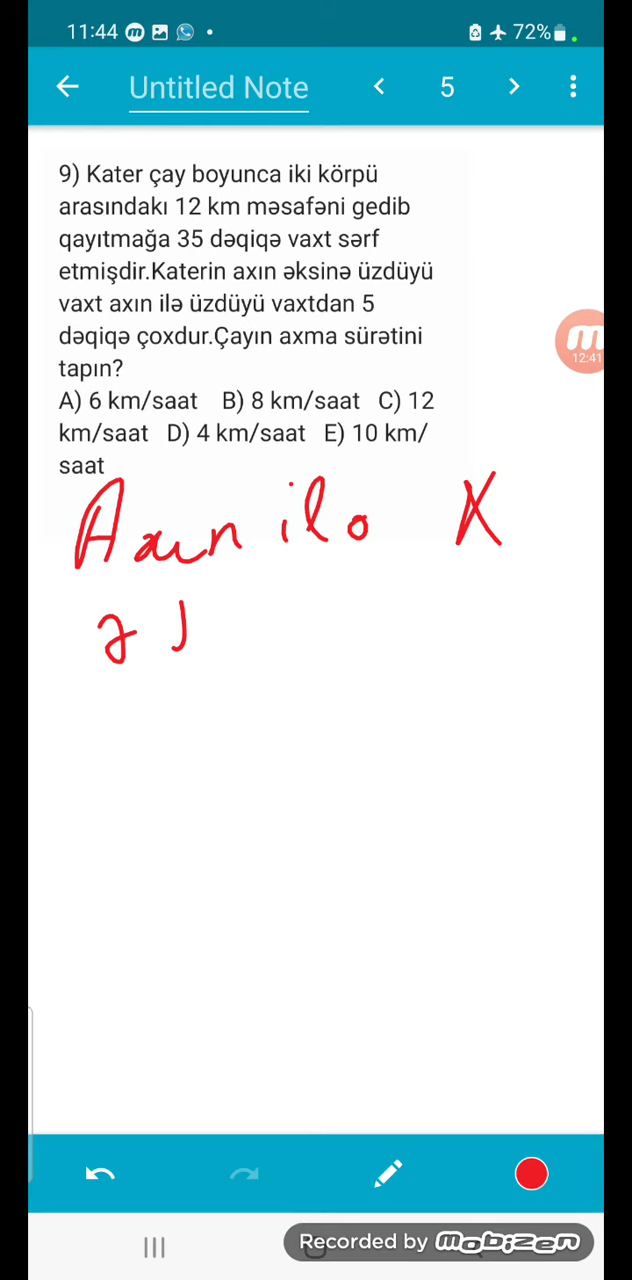 11:44 72%
Untitled Note 5
9) Kater çay boyunca iki körpü
arasındakı 12 km məsafəni gedib
qayıtmağa 35 dəqiqə vaxt sərf
etmişdir.Katerin axın əksinə üzdüyü
vaxt axın ilə üzdüyü vaxtdan 5
dəqiqə çoxdur.Çayın axma sürətini
tapın?
A) 6 km/saat B) 8 km/saat C) 12
km/saat D) 4 km/saat E) 10 km/
saat
12:41
Axın ilə X
Recorded by mobizen